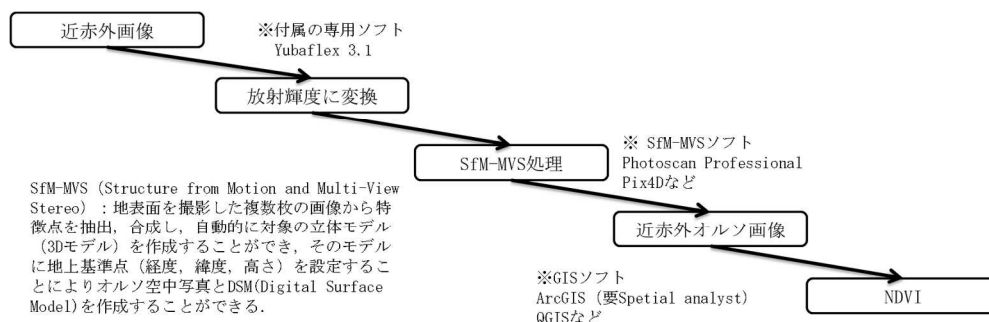 近赤外画像
※付属の専用ソフト
Yubaflex 3.1
放射輝度に変換
SfM-MVS処理
※ SfM-MVSソフト
Photoscan Professional
Pix4Dなど
SfM-MVS (Structure from Motion and Multi-View
Stereo) :地表面を撮影した複数枚の画像から特
徴点を抽出,合成し,自動的に対象の立体モデル
(3Dモデル)を作成することができ,そのモデル
に地上基準点(経度,緯度,高さ)を設定するこ
とによりオルソ空中写真とDSM(Digital Surface
Model)を作成することができる.
近赤外オルソ画像
※GISソフト
ArcGIS (要Spetial analyst)
QGISなど
NDVI